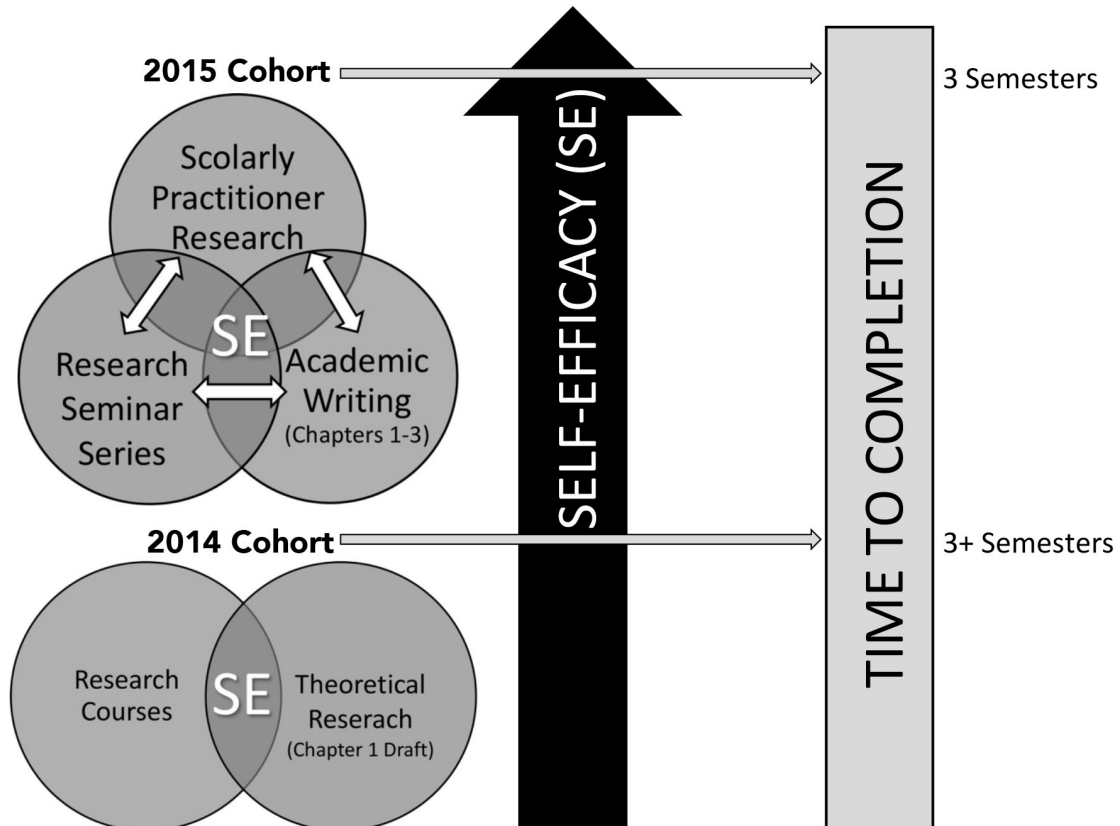 2015 Cohort
3 Semesters
Scolarly
Practitioner
Research
SE
Research
Seminar
Series
Academic
Writing
(Chapters 1-3)
SELF-EFFICACY (SE)
TIME TO COMPLETION
2014 Cohort
3+ Semesters
Research
Courses
SE
Theoretical
Reserach
(Chapter 1 Draft)